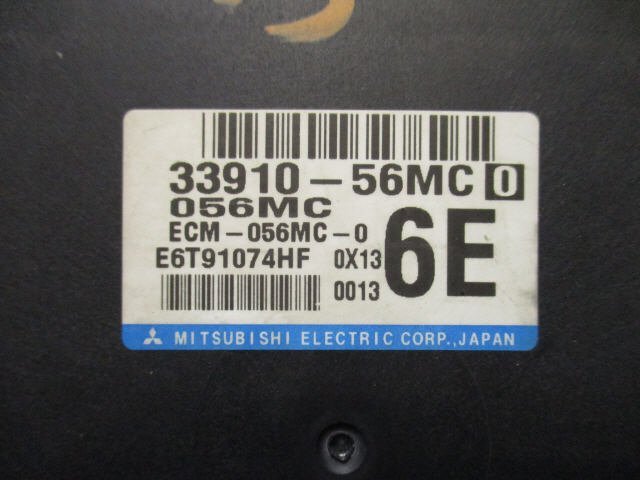 33910-56MC 0
056MC
ECM-056MC-0
E6T91074HF 0X13
0013
6E
MITSUBISHI ELECTRIC CORP.,JAPAN